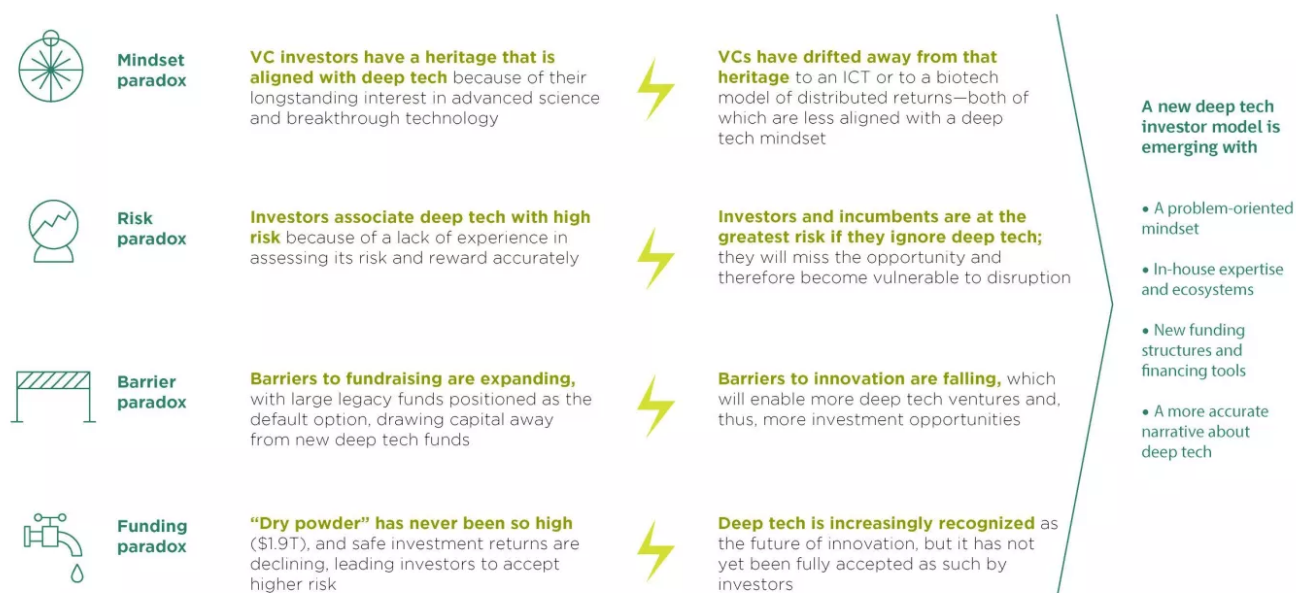 Mindset
paradox
VC investors have a heritage that is
aligned with deep tech because of their
longstanding interest in advanced science
and breakthrough technology
VCs have drifted away from that
heritage to an ICT or to a biotech
model of distributed returns—both of
which are less aligned with a deep
tech mindset
Risk
paradox
Investors associate deep tech with high
risk because of a lack of experience in
assessing its risk and reward accurately
Investors and incumbents are at the
greatest risk if they ignore deep tech;
they will miss the opportunity and
therefore become vulnerable to disruption
Barrier
paradox
Barriers to fundraising are expanding,
with large legacy funds positioned as the
default option, drawing capital away
from new deep tech funds
Barriers to innovation are falling, which
will enable more deep tech ventures and,
thus, more investment opportunities
Funding
paradox
“Dry powder” has never been so high
($1.9T), and safe investment returns are
declining, leading investors to accept
higher risk
Deep tech is increasingly recognized as
the future of innovation, but it has not
yet been fully accepted as such by
investors
A new deep tech
investor model is
emerging with
• A problem-oriented
mindset
• In-house expertise
and ecosystems
• New funding
structures and
financing tools
• A more accurate
narrative about
deep tech